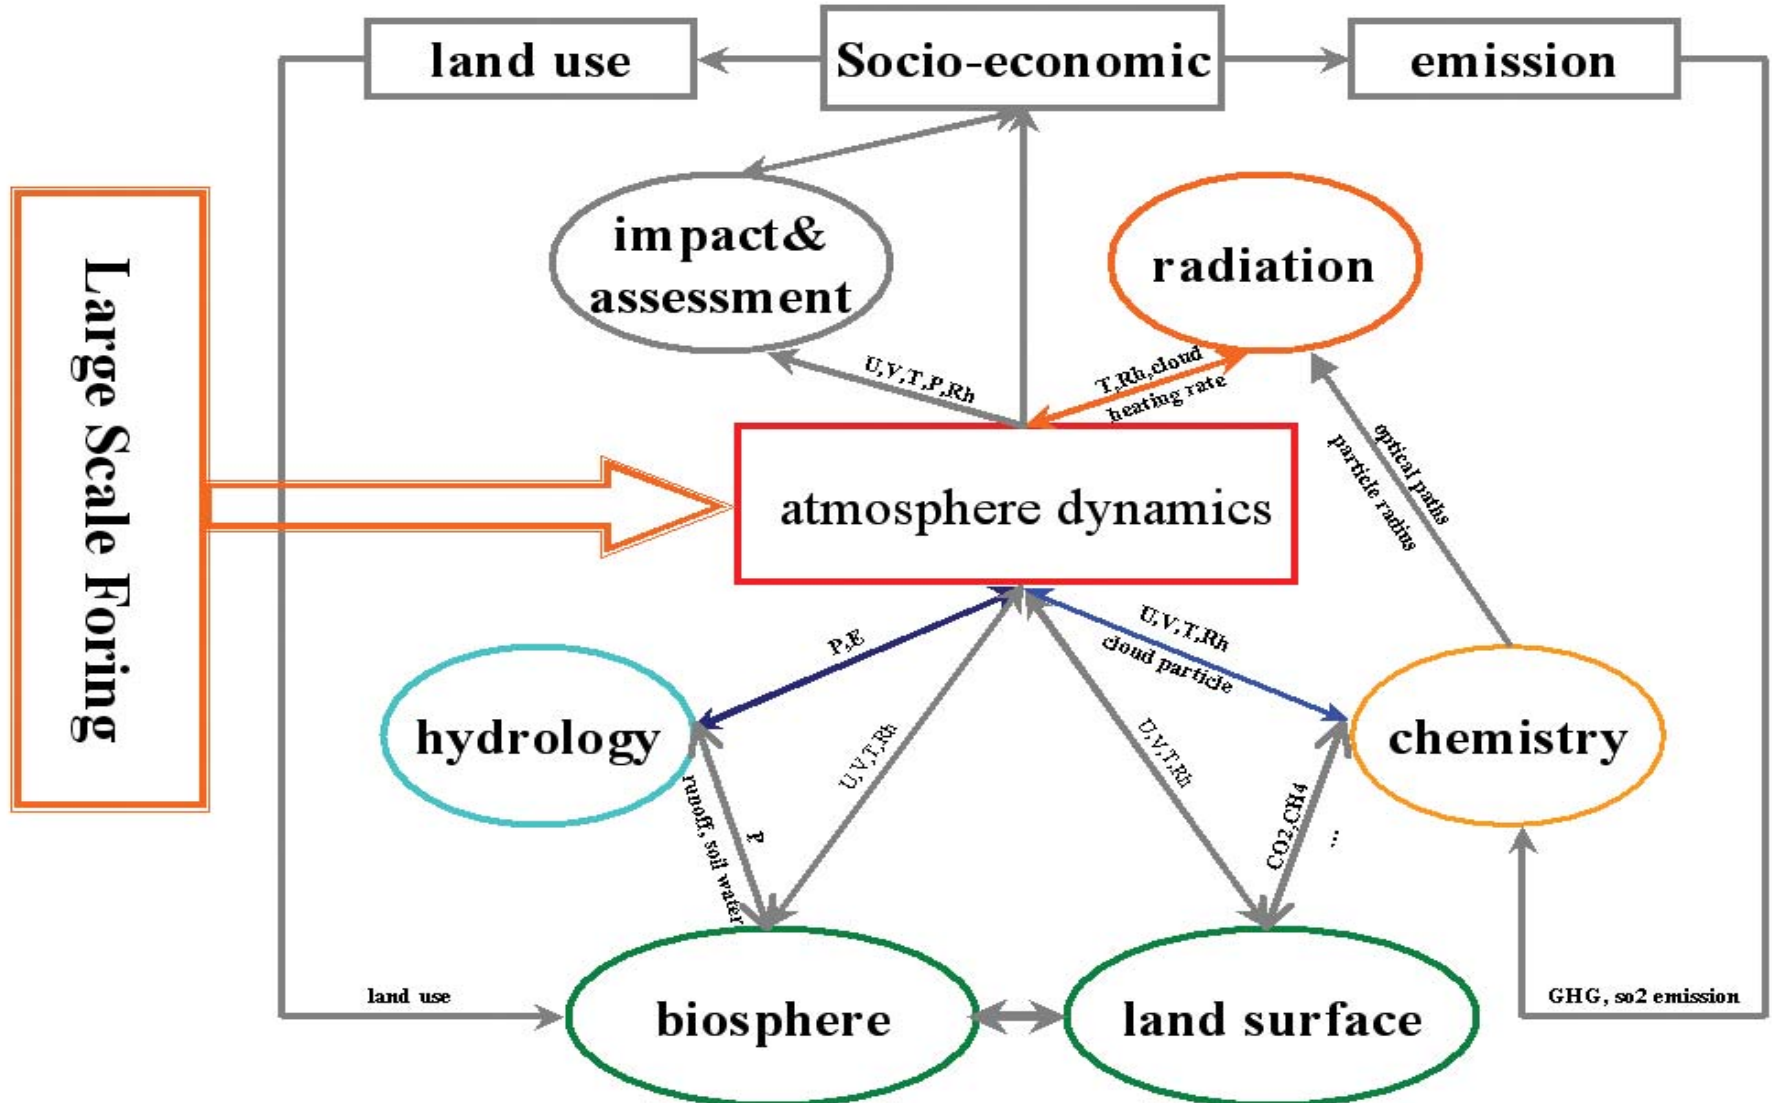 land use
Socio-economic
emission
Large Scale Foring
impact&
assessment
radiation
U,V,T,P,Rh
T,Rh,cloud
heating rate
optical paths
particle radius
atmosphere dynamics
P,E
U,V,T,Rh
cloud particle
hydrology
U,V,T,Rh
U,V,T,Rh
chemistry
runoff, soil water
P
CO2,CH4
...
land use
biosphere
land surface
GHG, so2 emission